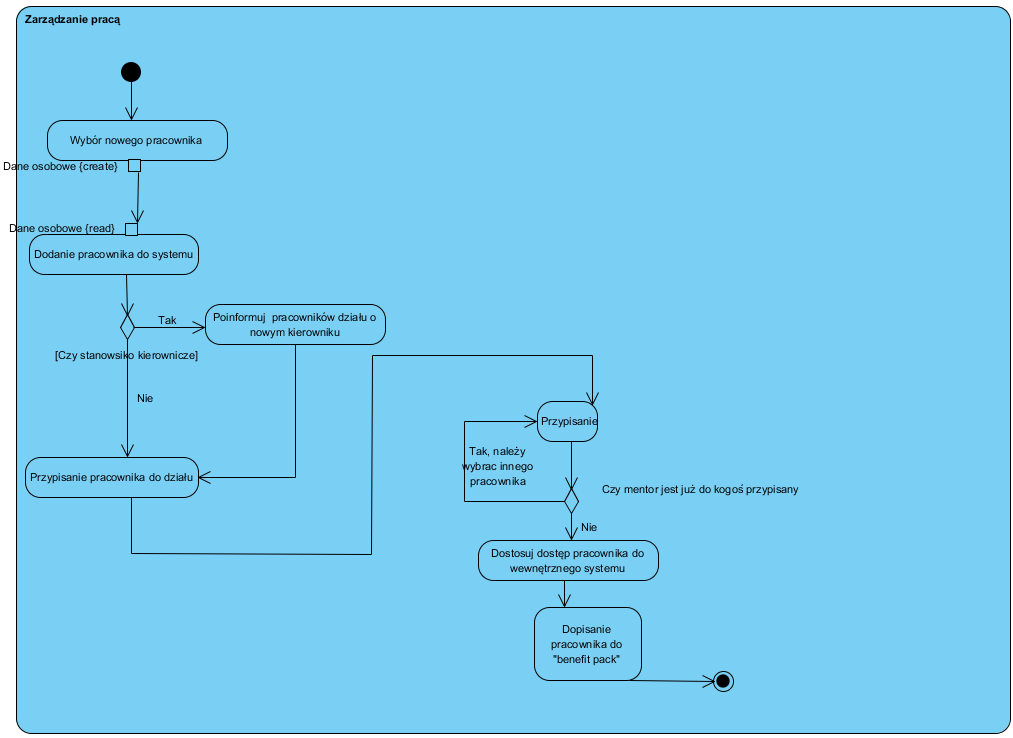 Zarządzanie pracą
Wybór nowego pracownika
Dane osobowe {create}
Dane osobowe {read}
Dodanie pracownika do systemu
Tak
Poinformuj pracowników działu o
nowym kierowniku
[Czy stanowsiko kierownicze]
Nie
Przypisanie pracownika do działu
Przypisanie
Tak, należy
wybrac innego
pracownika
Czy mentor jest już do kogoś przypisany
Nie
Dostosuj dostęp pracownika do
wewnętrznego systemu
Dopisanie
pracownika do
"benefit pack"